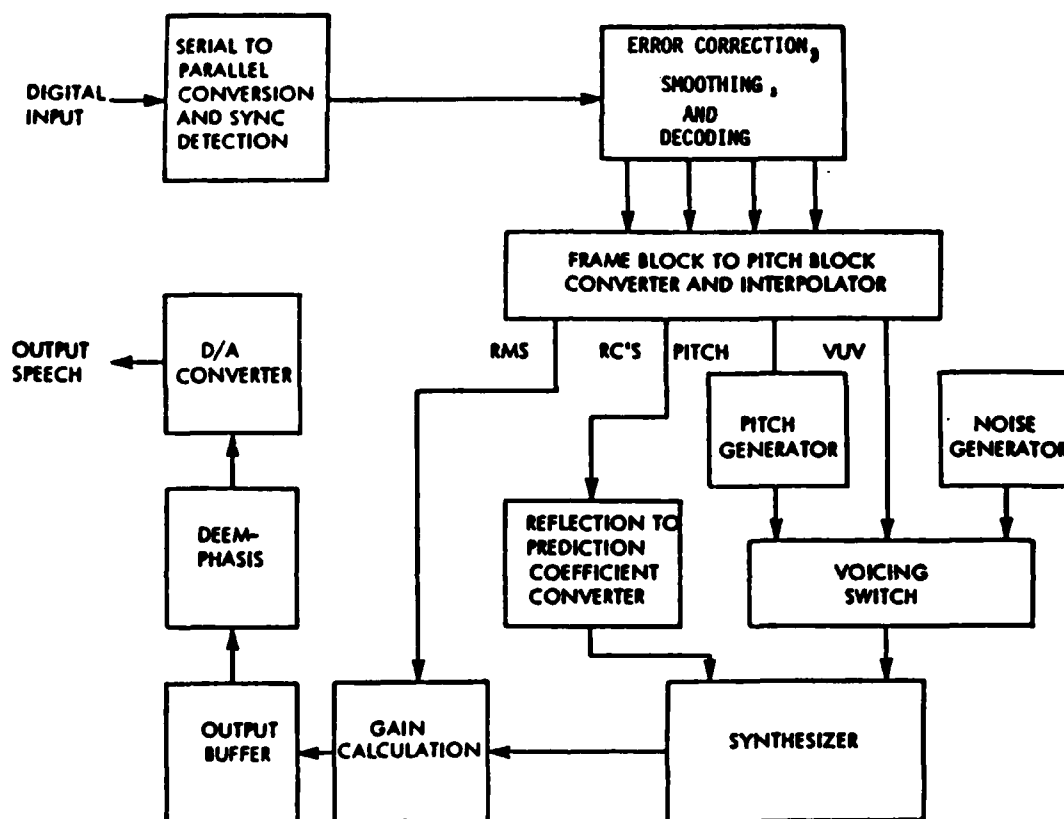 SERIAL TO
PARALLEL
CONVERSION
AND SYNC
DETECTION
DIGITAL
INPUT
ERROR CORRECTION,
SMOOTHING,
AND
DECODING
FRAME BLOCK TO PITCH BLOCK
CONVERTER AND INTERPOLATOR
RMS
RC'S
PITCH
VUV
OUTPUT
SPEECH
D/A
CONVERTER
PITCH
GENERATOR
NOISE
GENERATOR
DEEM-
PHASIS
REFLECTION TO
PREDICTION
COEFFICIENT
CONVERTER
VOICING
SWITCH
OUTPUT
BUFFER
GAIN
CALCULATION
SYNTHESIZER